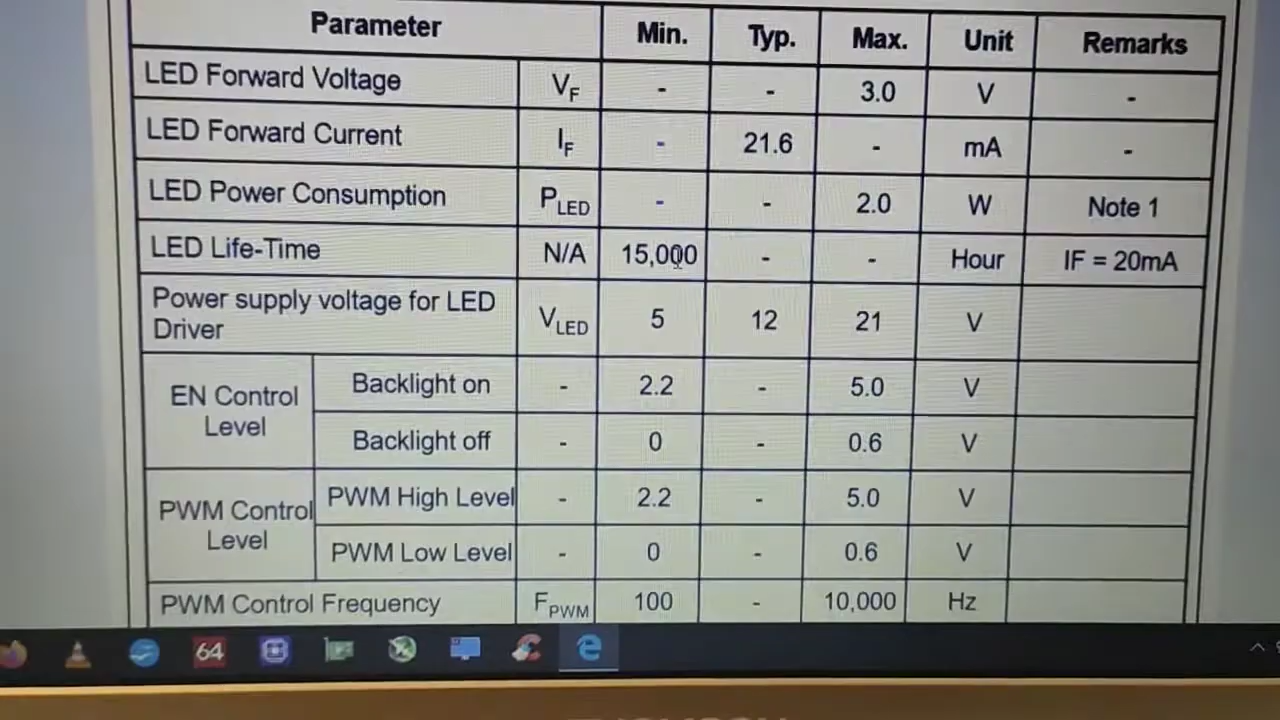 Parameter Min. Typ. Max. Unit Remarks
LED Forward Voltage VF - - 3.0 V -
LED Forward Current IF - 21.6 - mA -
LED Power Consumption PLED - - 2.0 W Note 1
LED Life-Time N/A 15,000 - - Hour IF = 20mA
Power supply voltage for LED
Driver VLED 5 12 21 V
EN Control
Level
Backlight on - 2.2 - 5.0 V
Backlight off - 0 - 0.6 V
PWM Control
Level
PWM High Level - 2.2 - 5.0 V
PWM Low Level - 0 - 0.6 V
PWM Control Frequency FPWM 100 - 10,000 Hz
64